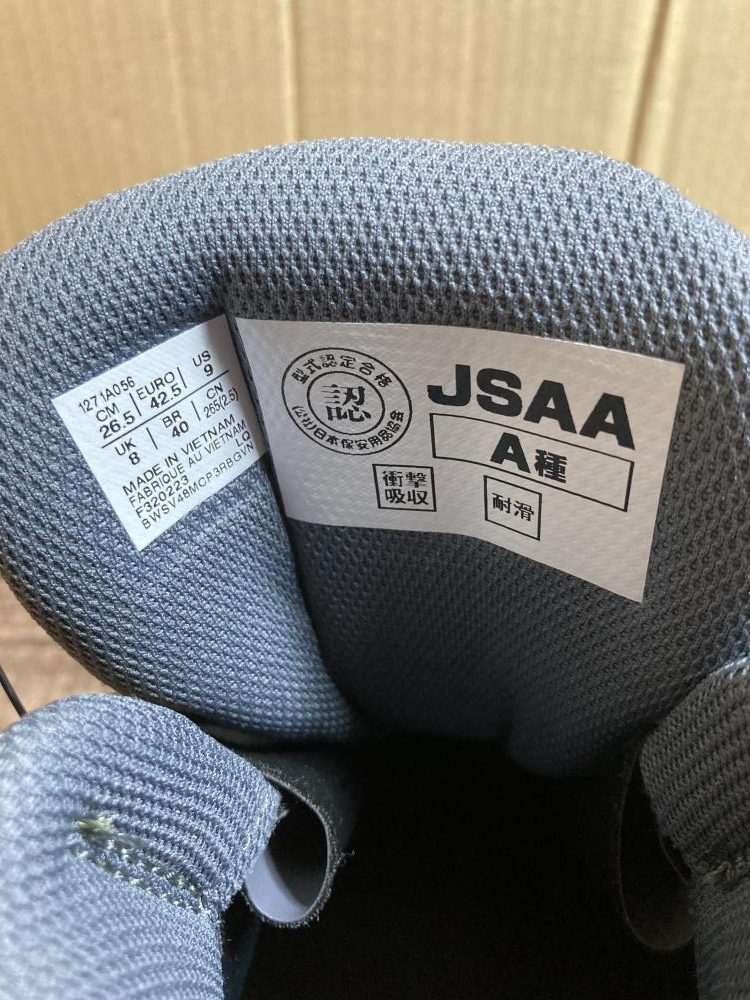 1271A056
CM | EURO | US
26.5 | 42.5 | 9
UK | BR | CN
8 | 40 | 265(2.5)
MADE IN VIETNAM
FABRIQUE AU VIETNAM
F320223 LQ
BWSV48MCP3RBGVN
型式認定合格
認
(公社)日本保安用品協会
JSAA
A種
衝撃
吸収
耐滑